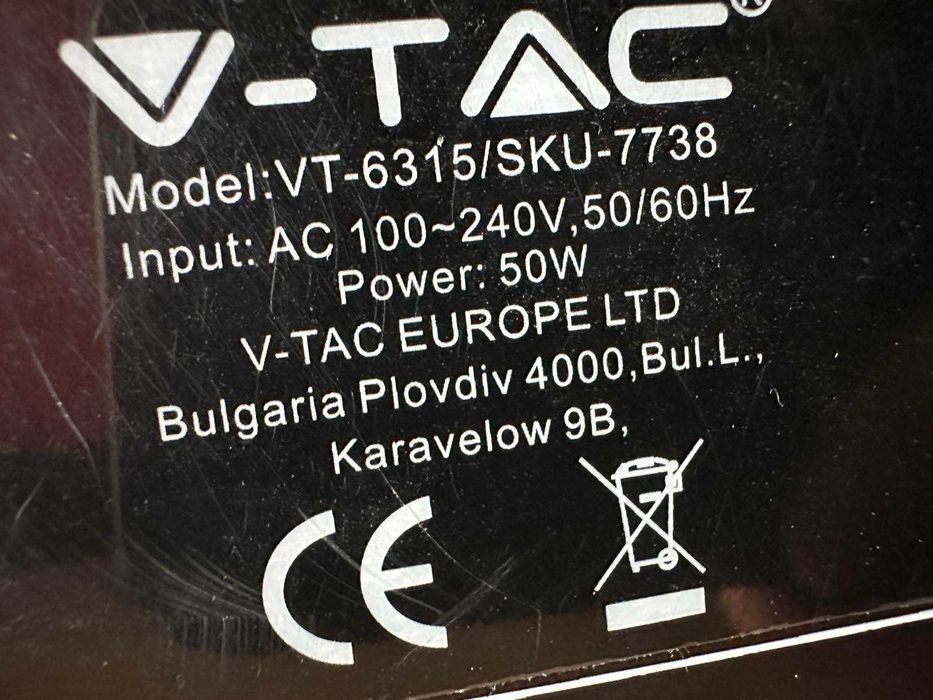 V-TAC®
Model:VT-6315/SKU-7738
Input: AC 100~240V,50/60Hz
Power: 50W
V-TAC EUROPE LTD
Bulgaria Plovdiv 4000,Bul.L.,
Karavelow 9B,
CE